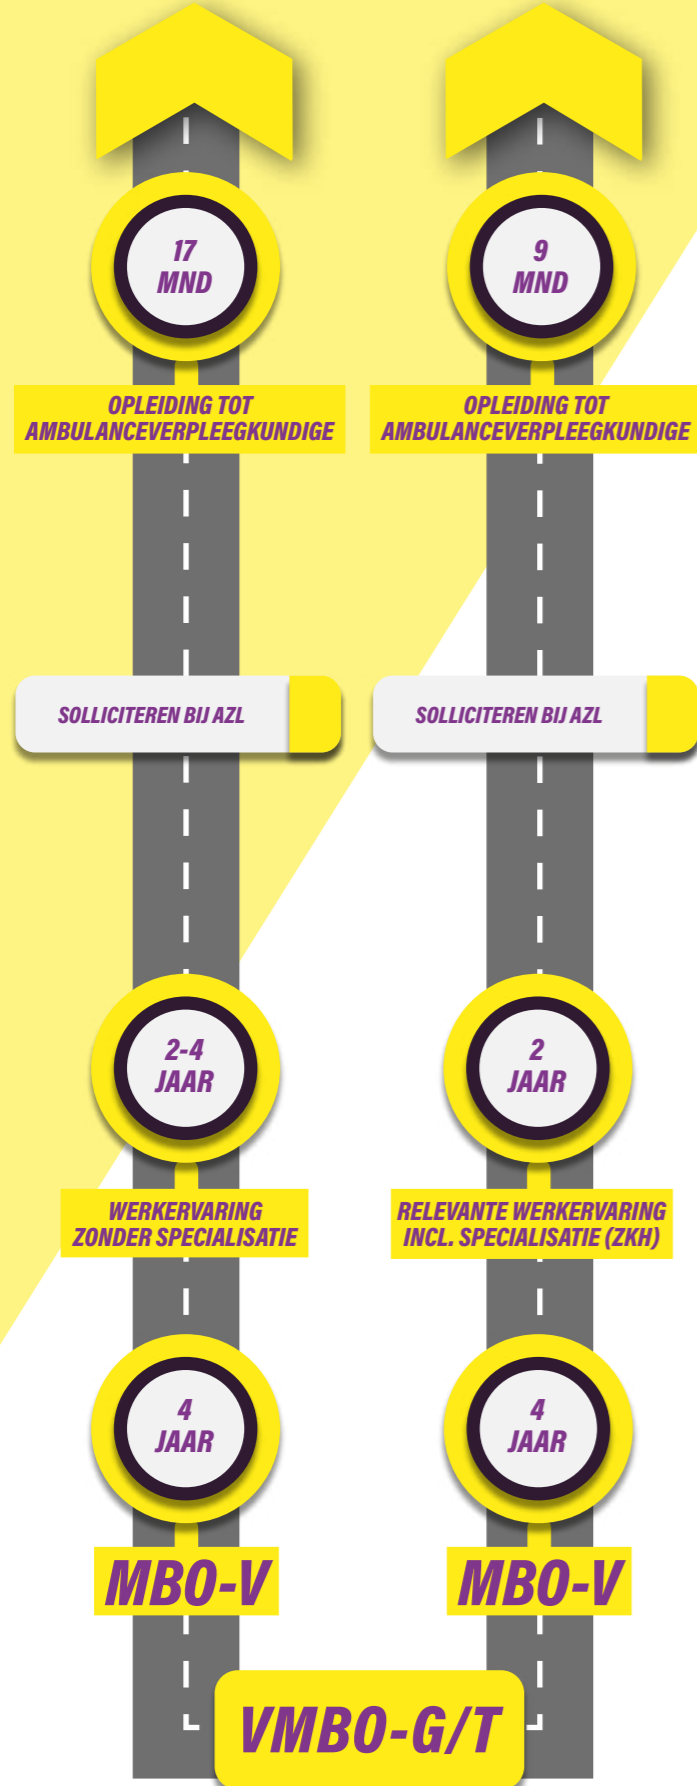 17
MND
OPLEIDING TOT
AMBULANCEVERPLEEGKUNDIGE
SOLLICITEREN BIJ AZL
2-4
JAAR
WERKERVARING
ZONDER SPECIALISATIE
4
JAAR
MBO-V
9
MND
OPLEIDING TOT
AMBULANCEVERPLEEGKUNDIGE
SOLLICITEREN BIJ AZL
2
JAAR
RELEVANTE WERKERVARING
INCL. SPECIALISATIE (ZKH)
4
JAAR
MBO-V
VMBO-G/T